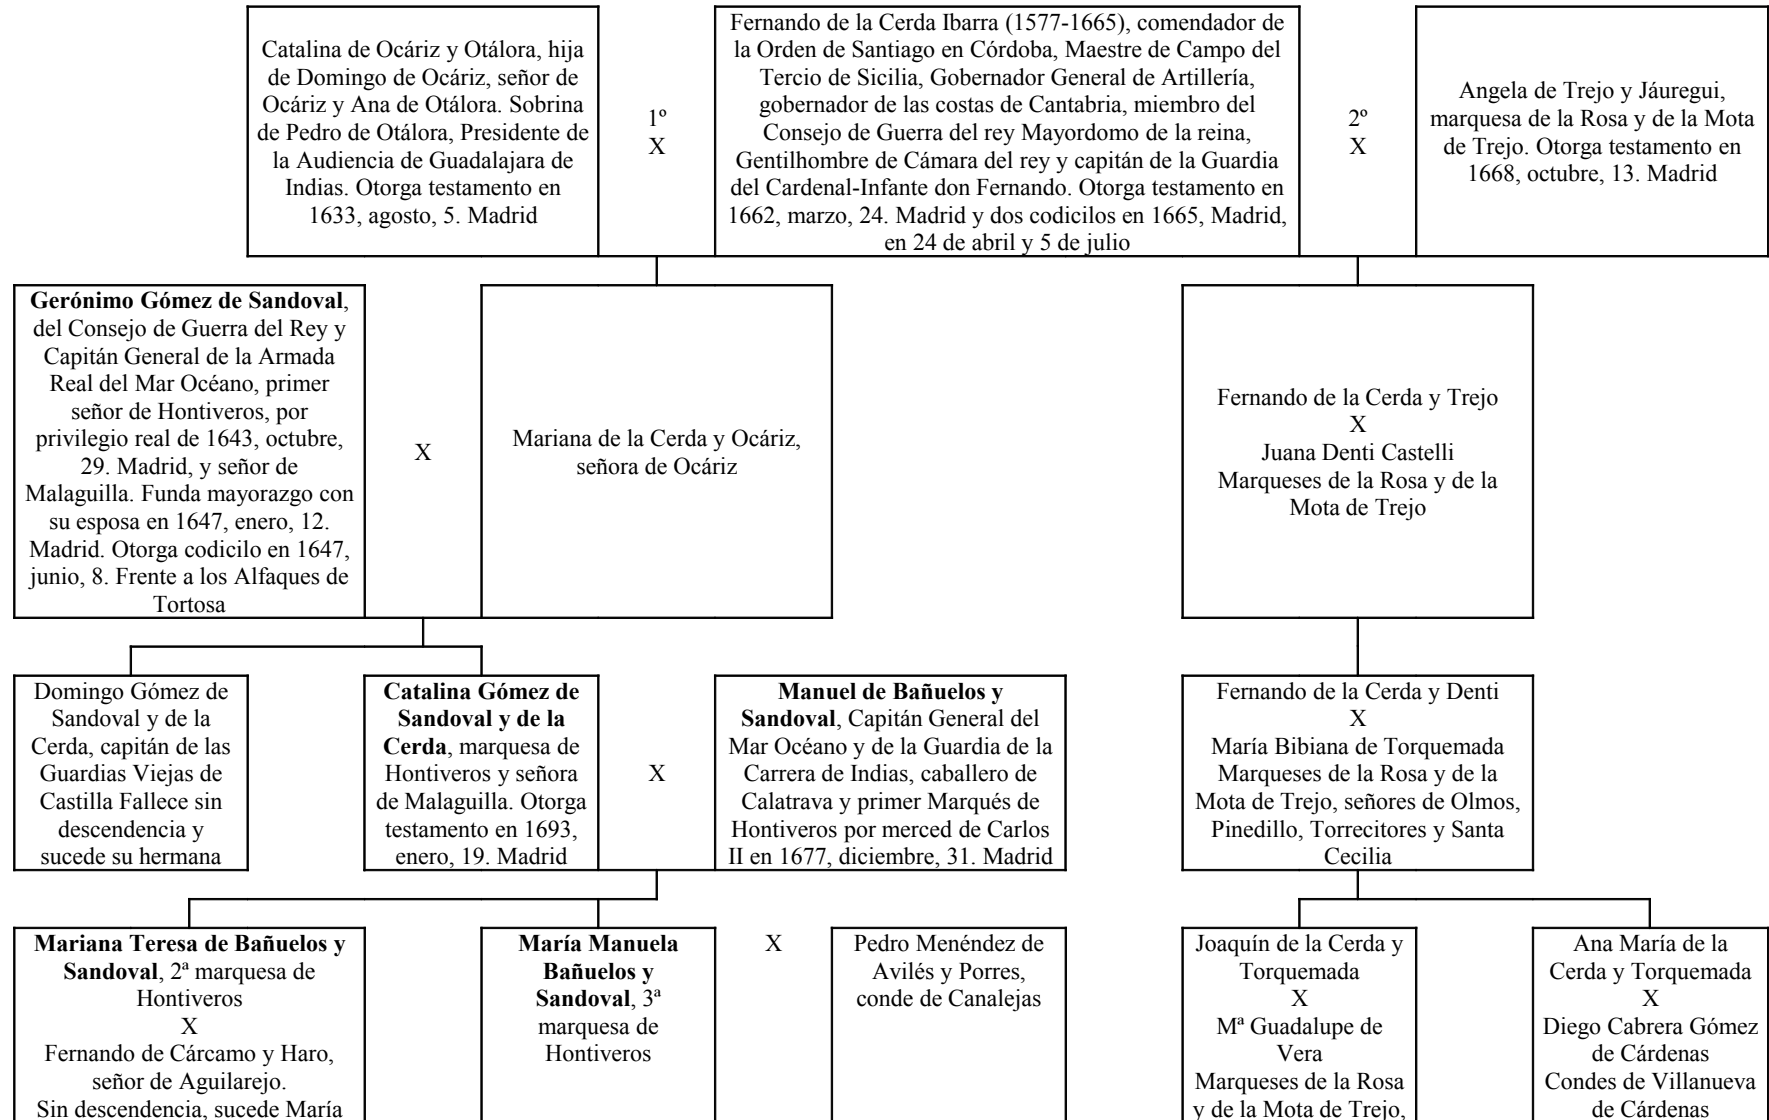 Catalina de Ocáriz y Otálora, hija
de Domingo de Ocáriz, señor de
Ocáriz y Ana de Otálora. Sobrina
de Pedro de Otálora, Presidente de
la Audiencia de Guadalajara de
Indias. Otorga testamento en
1633, agosto, 5. Madrid
1º
X
Fernando de la Cerda Ibarra (1577-1665), comendador de
la Orden de Santiago en Córdoba, Maestre de Campo del
Tercio de Sicilia, Gobernador General de Artillería,
gobernador de las costas de Cantabria, miembro del
Consejo de Guerra del rey Mayordomo de la reina,
Gentilhombre de Cámara del rey y capitán de la Guardia
del Cardenal-Infante don Fernando. Otorga testamento en
1662, marzo, 24. Madrid y dos codicilos en 1665, Madrid,
en 24 de abril y 5 de julio
2º
X
Angela de Trejo y Jáuregui,
marquesa de la Rosa y de la Mota
de Trejo. Otorga testamento en
1668, octubre, 13. Madrid
Gerónimo Gómez de Sandoval,
del Consejo de Guerra del Rey y
Capitán General de la Armada
Real del Mar Océano, primer
señor de Hontiveros, por
privilegio real de 1643, octubre,
29. Madrid, y señor de
Malaguilla. Funda mayorazgo con
su esposa en 1647, enero, 12.
Madrid. Otorga codicilo en 1647,
junio, 8. Frente a los Alfaques de
Tortosa
X
Mariana de la Cerda y Ocáriz,
señora de Ocáriz
Fernando de la Cerda y Trejo
X
Juana Denti Castelli
Marqueses de la Rosa y de la
Mota de Trejo
Domingo Gómez de
Sandoval y de la
Cerda, capitán de las
Guardias Viejas de
Castilla Fallece sin
descendencia y
sucede su hermana
Catalina Gómez de
Sandoval y de la
Cerda, marquesa de
Hontiveros y señora
de Malaguilla. Otorga
testamento en 1693,
enero, 19. Madrid
X
Manuel de Bañuelos y
Sandoval, Capitán General del
Mar Océano y de la Guardia de la
Carrera de Indias, caballero de
Calatrava y primer Marqués de
Hontiveros por merced de Carlos
II en 1677, diciembre, 31. Madrid
Fernando de la Cerda y Denti
X
María Bibiana de Torquemada
Marqueses de la Rosa y de la
Mota de Trejo, señores de Olmos,
Pinedillo, Torrecitores y Santa
Cecilia
Mariana Teresa de Bañuelos y
Sandoval, 2ª marquesa de
Hontiveros
X
Fernando de Cárcamo y Haro,
señor de Aguilarejo.
Sin descendencia, sucede María
María Manuela
Bañuelos y
Sandoval, 3ª
marquesa de
Hontiveros
X
Pedro Menéndez de
Avilés y Porres,
conde de Canalejas
Joaquín de la Cerda y
Torquemada
X
Mª Guadalupe de
Vera
Marqueses de la Rosa
y de la Mota de Trejo,
Ana María de la
Cerda y Torquemada
X
Diego Cabrera Gómez
de Cárdenas
Condes de Villanueva
de Cárdenas